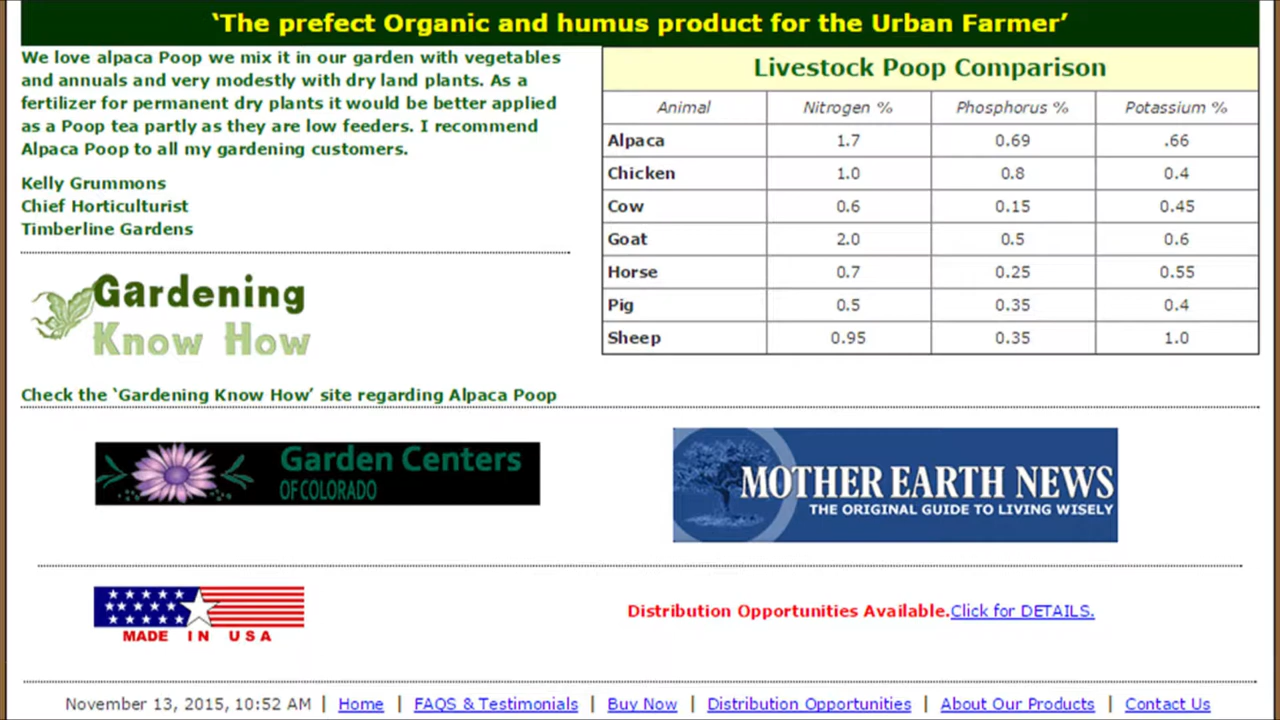 ‘The prefect Organic and humus product for the Urban Farmer’
We love alpaca Poop we mix it in our garden with vegetables
and annuals and very modestly with dry land plants. As a
fertilizer for permanent dry plants it would be better applied
as a Poop tea partly as they are low feeders. I recommend
Alpaca Poop to all my gardening customers.
Kelly Grummons
Chief Horticulturist
Timberline Gardens
Gardening
Know How
Check the ‘Gardening Know How’ site regarding Alpaca Poop
Livestock Poop Comparison
Animal Nitrogen % Phosphorus % Potassium %
Alpaca 1.7 0.69 .66
Chicken 1.0 0.8 0.4
Cow 0.6 0.15 0.45
Goat 2.0 0.5 0.6
Horse 0.7 0.25 0.55
Pig 0.5 0.35 0.4
Sheep 0.95 0.35 1.0
Garden Centers
OF COLORADO
MOTHER EARTH NEWS
THE ORIGINAL GUIDE TO LIVING WISELY
MADE IN USA
Distribution Opportunities Available.Click for DETAILS.
November 13, 2015, 10:52 AM | Home | FAQS & Testimonials | Buy Now | Distribution Opportunities | About Our Products | Contact Us